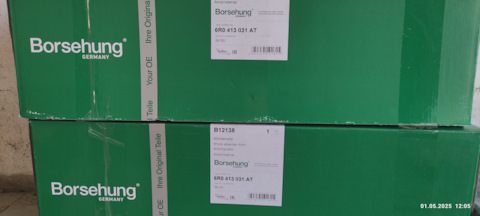 Borsehung®
GERMANY
Your OE
Ihre Original Teile
Borsehung
6R0 413 031 AT
Borsehung®
GERMANY
Your OE
Ihre Original Teile
B12138
1
Borsehung
6R0 413 031 AT
01.05.2025 12:05